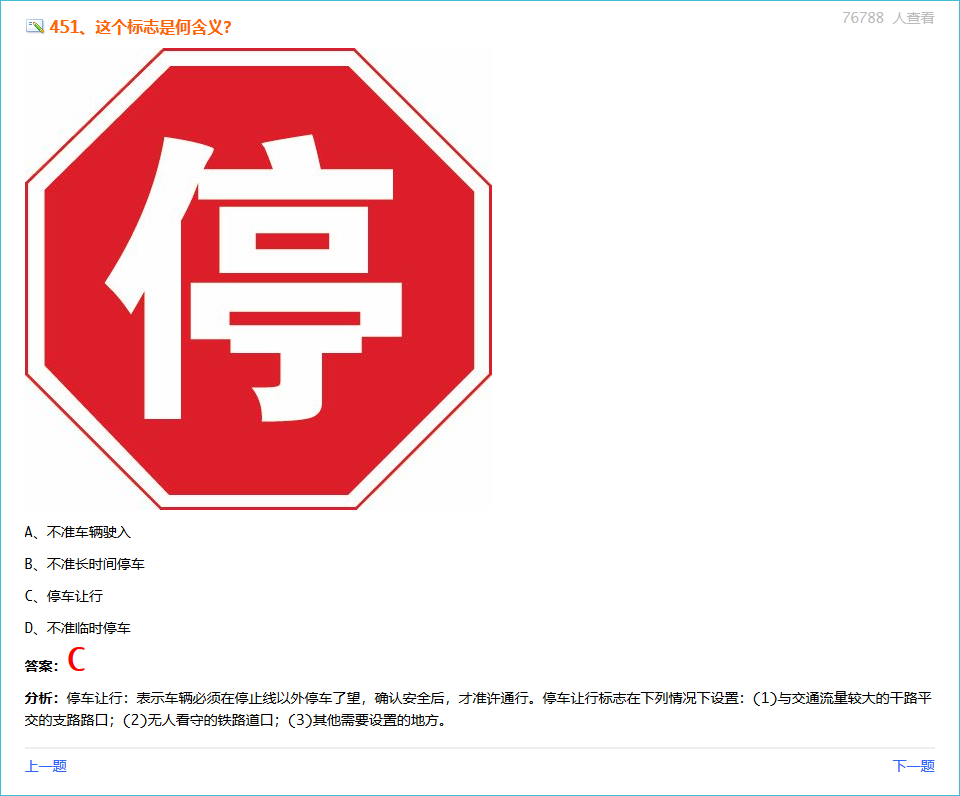 451、这个标志是何含义?
76788 人查看
停
A、不准车辆驶入
B、不准长时间停车
C、停车让行
D、不准临时停车
答案: C
分析: 停车让行: 表示车辆必须在停止线以外停车了望，确认安全后，才准许通行。停车让行标志在下列情况下设置: (1)与交通流量较大的干路平
交的支路路口; (2)无人看守的铁路道口; (3)其他需要设置的地方。
上一题
下一题